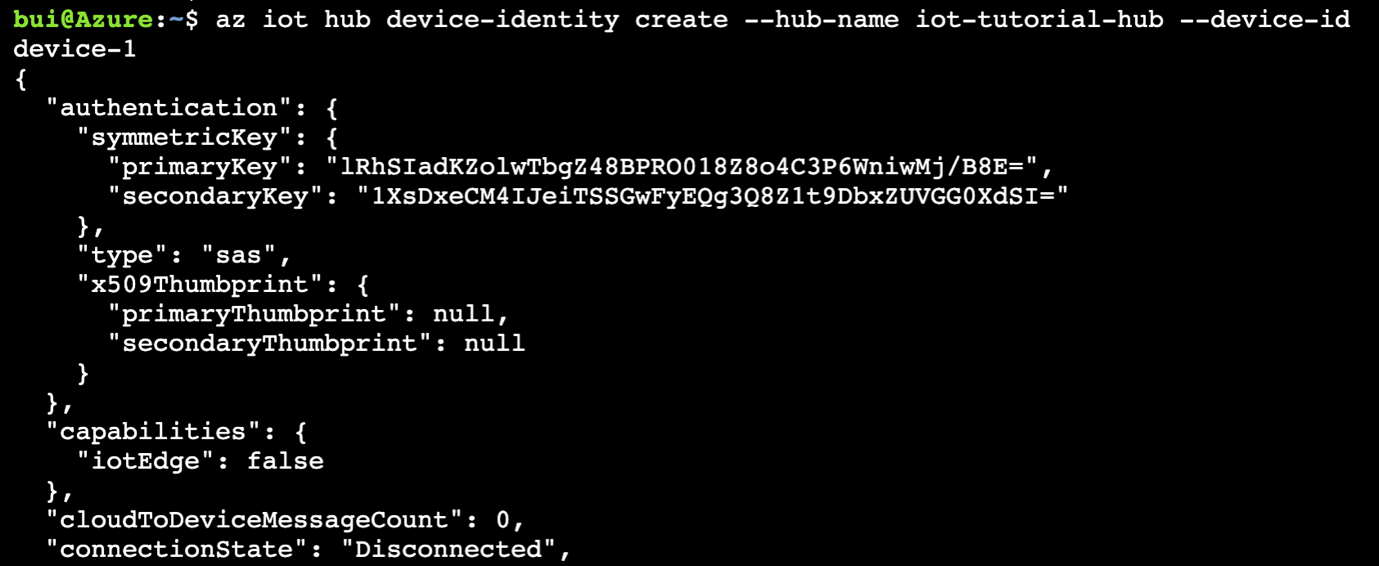 bui@Azure:~$ az iot hub device-identity create --hub-name iot-tutorial-hub --device-id
device-1
{
  "authentication": {
    "symmetricKey": {
      "primaryKey": "lRhSIadKZolwTbgZ48BPRO018Z8o4C3P6WniwMj/B8E=",
      "secondaryKey": "1XsDxeCM4IJeiTSSGwFyEQg3Q8Z1t9DbxZUVGG0XdSI="
    },
    "type": "sas",
    "x509Thumbprint": {
      "primaryThumbprint": null,
      "secondaryThumbprint": null
    }
  },
  "capabilities": {
    "iotEdge": false
  },
  "cloudToDeviceMessageCount": 0,
  "connectionState": "Disconnected",